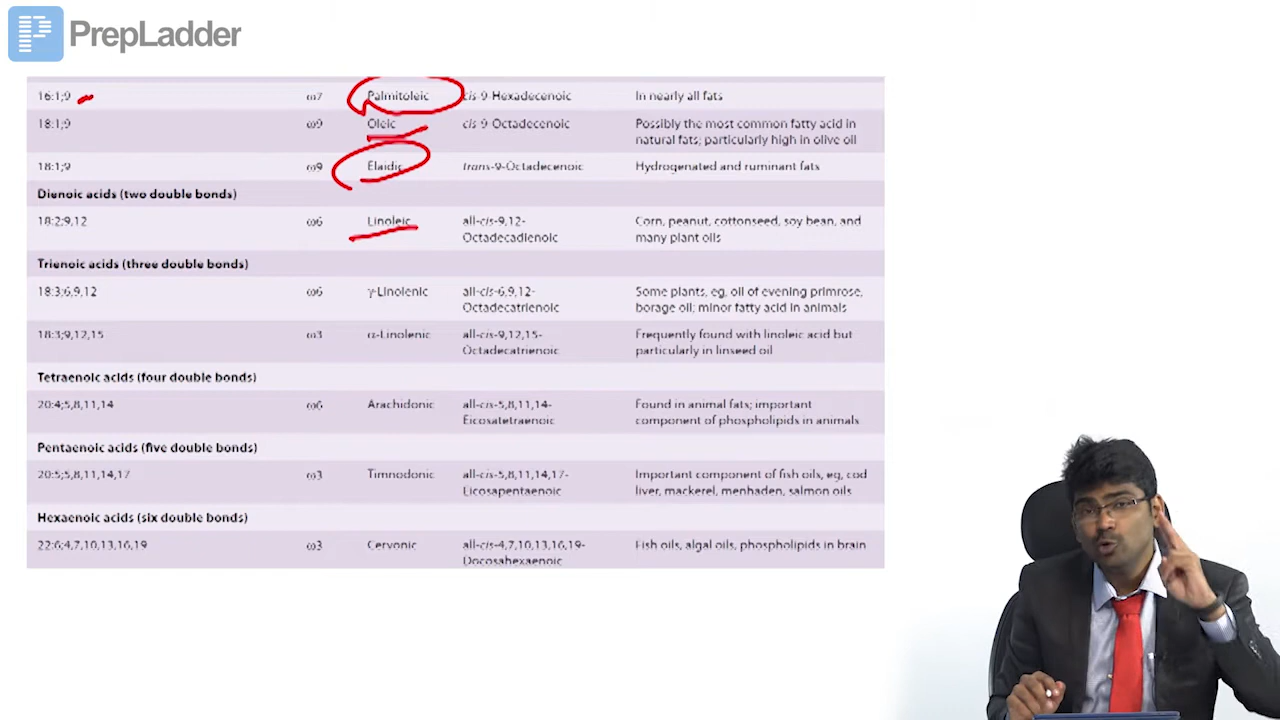 PrepLadder
16:1;9 ω7 Palmitoleic cis-9-Hexadecenoic In nearly all fats
18:1;9 ω9 Oleic cis-9-Octadecenoic Possibly the most common fatty acid in
natural fats; particularly high in olive oil
18:1;9 ω9 Elaidic trans-9-Octadecenoic Hydrogenated and ruminant fats
Dienoic acids (two double bonds)
18:2;9,12 ω6 Linoleic all-cis-9,12- Corn, peanut, cottonseed, soy bean, and
Octadecadienoic many plant oils
Trienoic acids (three double bonds)
18:3;6,9,12 ω6 γ-Linolenic all-cis-6,9,12- Some plants, eg, oil of evening primrose,
Octadecatrienoic borage oil; minor fatty acid in animals
18:3;9,12,15 ω3 α-Linolenic all-cis-9,12,15- Frequently found with linoleic acid but
Octadecatrienoic particularly in linseed oil
Tetraenoic acids (four double bonds)
20:4;5,8,11,14 ω6 Arachidonic all-cis-5,8,11,14- Found in animal fats; important
Eicosatetraenoic component of phospholipids in animals
Pentaenoic acids (five double bonds)
20:5;5,8,11,14,17 ω3 Timnodonic all-cis-5,8,11,14,17- Important component of fish oils, eg, cod
Eicosapentaenoic liver, mackerel, menhaden, salmon oils
Hexaenoic acids (six double bonds)
22:6;4,7,10,13,16,19 ω3 Cervonic all-cis-4,7,10,13,16,19- Fish oils, algal oils, phospholipids in brain
Docosahexaenoic